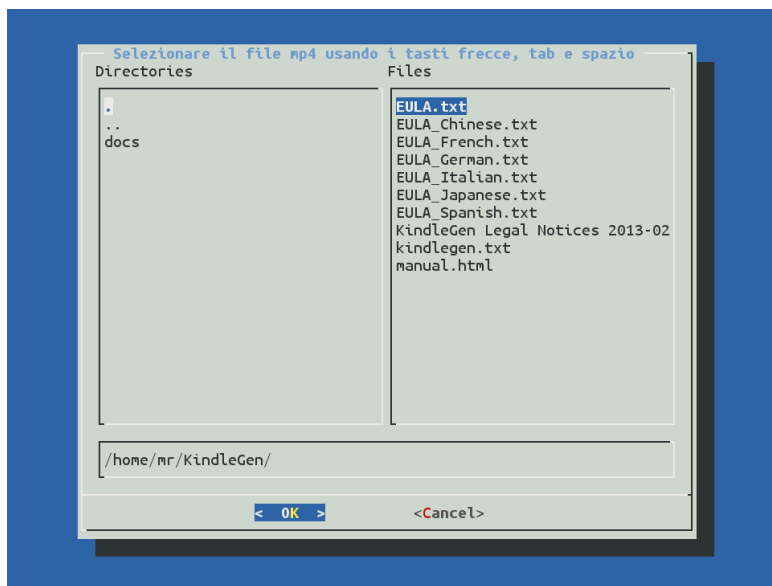 Selezionare il file mp4 usando i tasti frecce, tab e spazio
Directories
.
..
docs
Files
EULA.txt
EULA_Chinese.txt
EULA_French.txt
EULA_German.txt
EULA_Italian.txt
EULA_Japanese.txt
EULA_Spanish.txt
KindleGen Legal Notices 2013-02
kindlegen.txt
manual.html
/home/mr/KindleGen/
< OK > <Cancel>